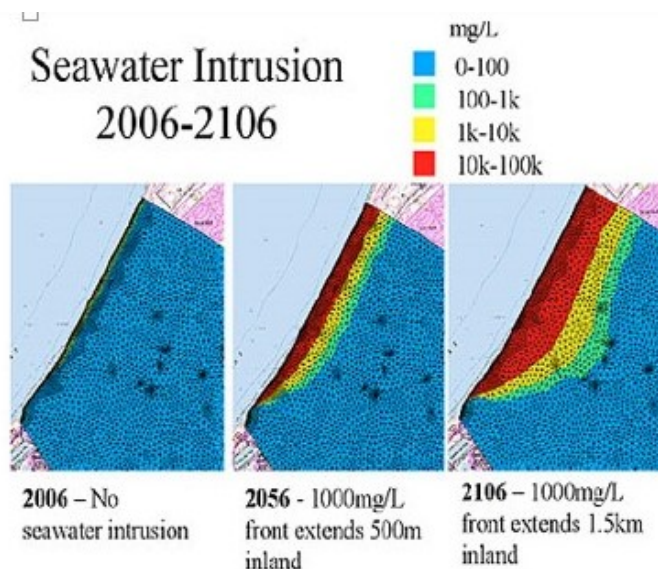 Seawater Intrusion
2006-2106
mg/L
0-100
100-1k
1k-10k
10k-100k
2006 – No
seawater intrusion
2056 - 1000mg/L
front extends 500m
inland
2106 – 1000mg/L
front extends 1.5km
inland